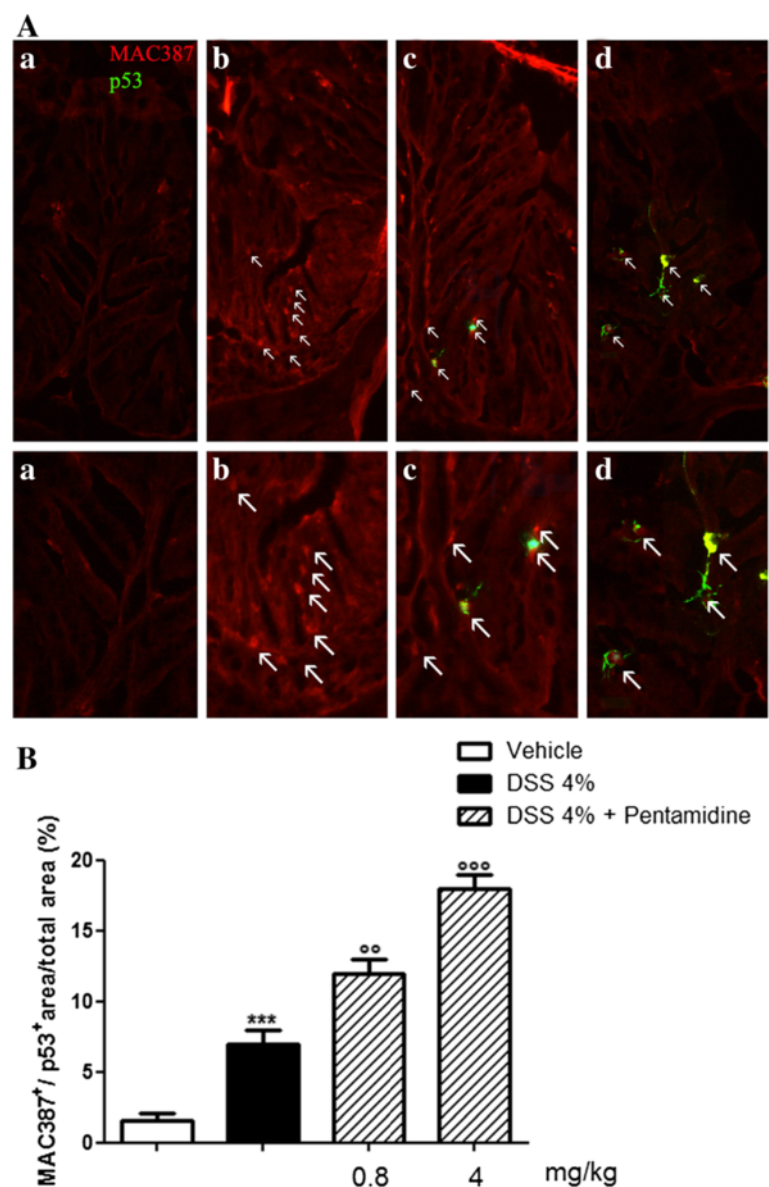 A
a
MAC387
p53
b
c
d
a
b
c
d
B
Vehicle
DSS 4%
DSS 4% + Pentamidine
MAC387⁺/ p53⁺ area/total area (%)
20
15
10
5
0
***
°°
°°°
0.8
4
mg/kg